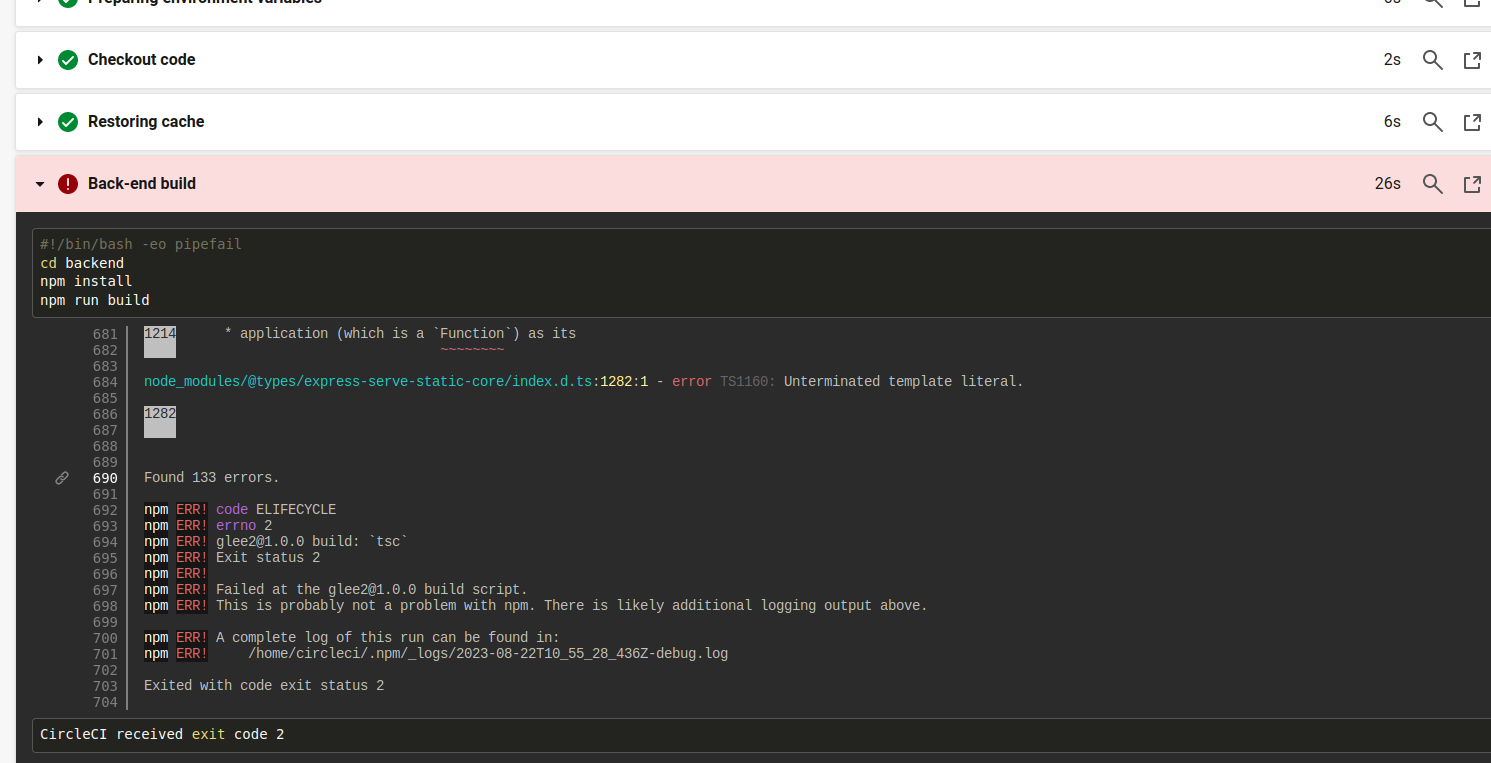 Preparing environment variables
Checkout code 2s
Restoring cache 6s
Back-end build 26s
#!/bin/bash -eo pipefail
cd backend
npm install
npm run build
681 1214 * application (which is a `Function`) as its
682 ~~~~~~~~
683
684 node_modules/@types/express-serve-static-core/index.d.ts:1282:1 - error TS1160: Unterminated template literal.
685
686 1282
687
688
689
690 Found 133 errors.
691
692 npm ERR! code ELIFECYCLE
693 npm ERR! errno 2
694 npm ERR! glee2@1.0.0 build: `tsc`
695 npm ERR! Exit status 2
696 npm ERR!
697 npm ERR! Failed at the glee2@1.0.0 build script.
698 npm ERR! This is probably not a problem with npm. There is likely additional logging output above.
699
700 npm ERR! A complete log of this run can be found in:
701 npm ERR! /home/circleci/.npm/_logs/2023-08-22T10_55_28_436Z-debug.log
702
703 Exited with code exit status 2
704
CircleCI received exit code 2